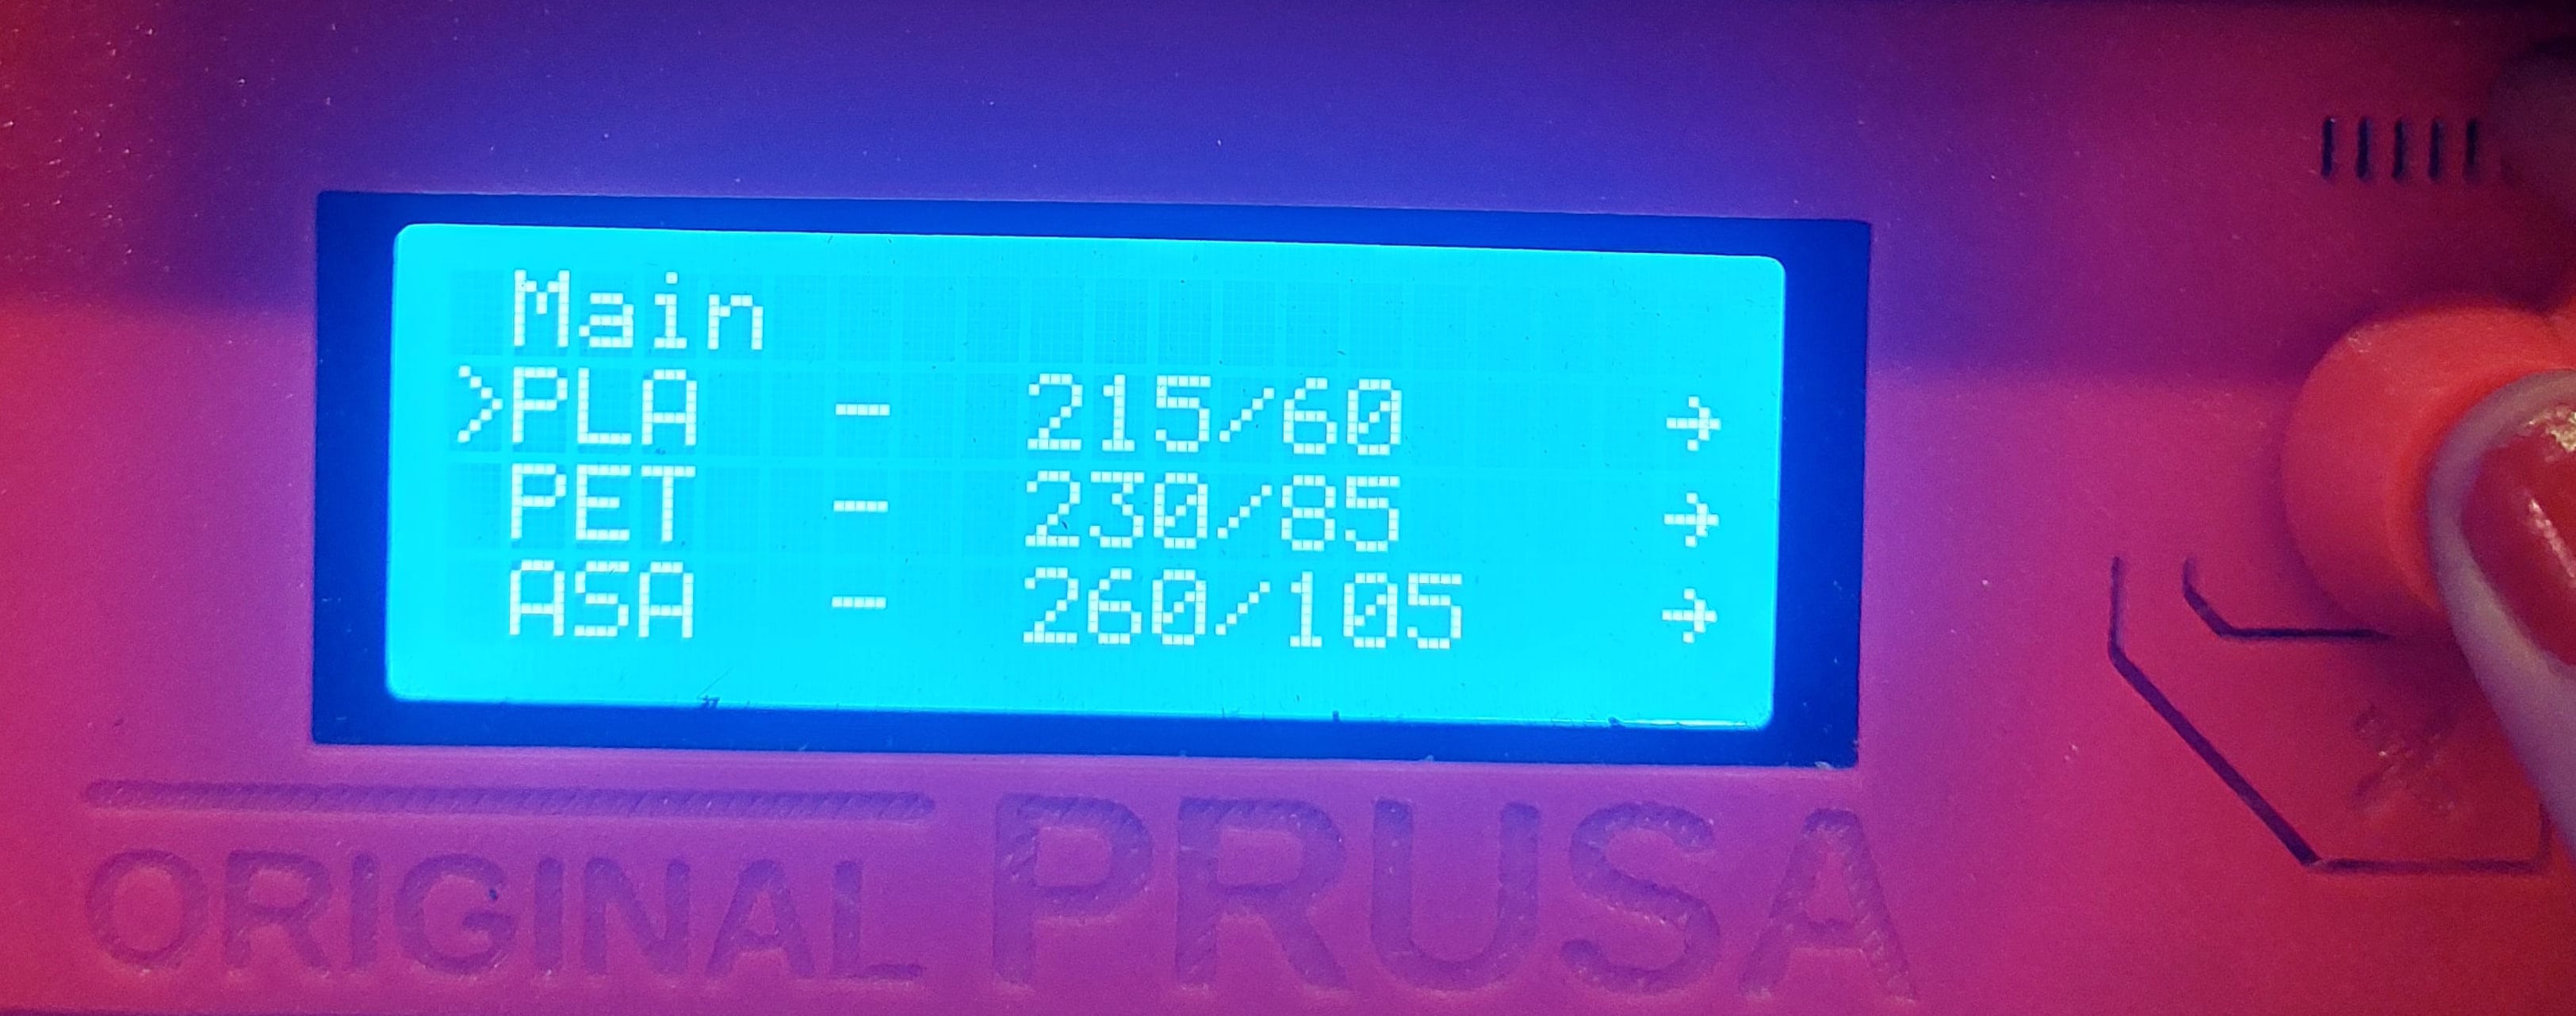 Main
>PLA - 215/60 →
PET - 230/85 →
ASA - 260/105 →
ORIGINAL PRUSA